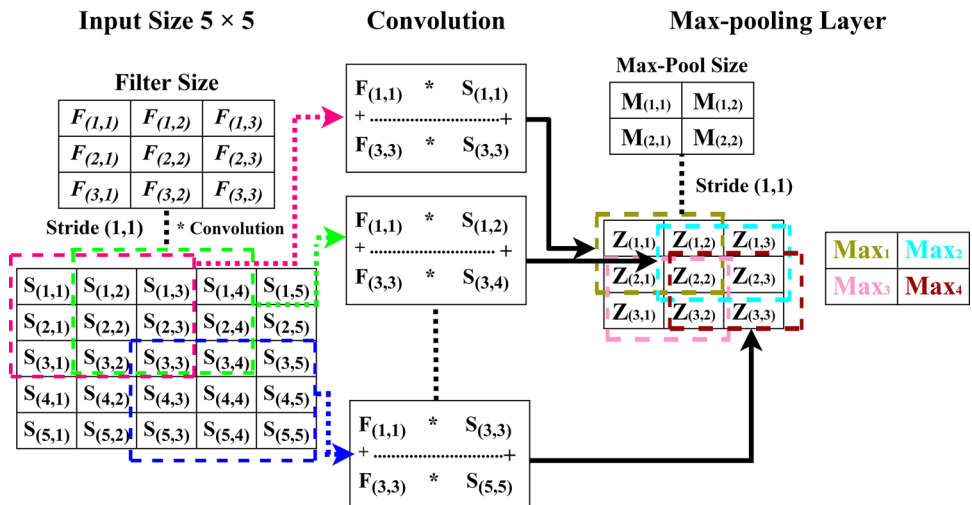 Input Size 5 × 5
Convolution
Max-pooling Layer
Filter Size
F(1,1) F(1,2) F(1,3)
F(2,1) F(2,2) F(2,3)
F(3,1) F(3,2) F(3,3)
Stride (1,1) * Convolution
S(1,1) S(1,2) S(1,3) S(1,4) S(1,5)
S(2,1) S(2,2) S(2,3) S(2,4) S(2,5)
S(3,1) S(3,2) S(3,3) S(3,4) S(3,5)
S(4,1) S(4,2) S(4,3) S(4,4) S(4,5)
S(5,1) S(5,2) S(5,3) S(5,4) S(5,5)
F(1,1) * S(1,1)
+ ............................... +
F(3,3) * S(3,3)
F(1,1) * S(1,2)
+ ............................... +
F(3,3) * S(3,4)
F(1,1) * S(3,3)
+ ............................... +
F(3,3) * S(5,5)
Max-Pool Size
M(1,1) M(1,2)
M(2,1) M(2,2)
Stride (1,1)
Z(1,1) Z(1,2) Z(1,3)
Z(2,1) Z(2,2) Z(2,3)
Z(3,1) Z(3,2) Z(3,3)
Max1 Max2
Max3 Max4